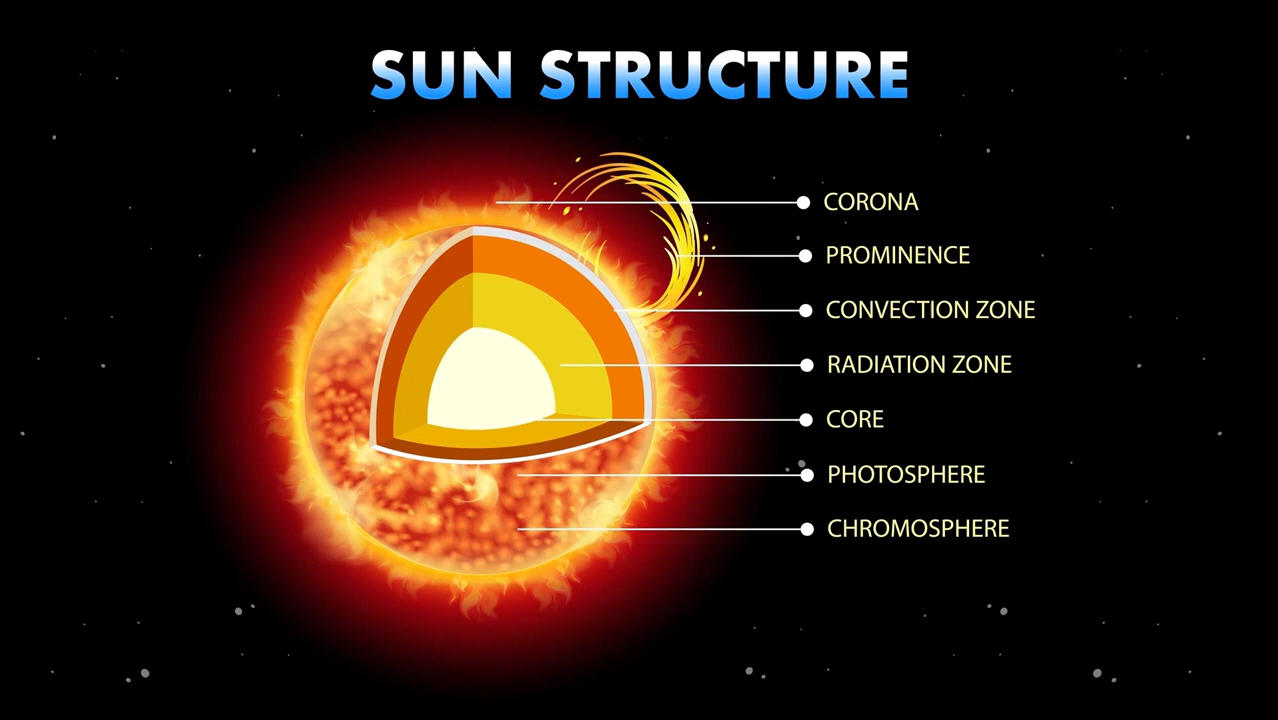 SUN STRUCTURE
CORONA
PROMINENCE
CONVECTION ZONE
RADIATION ZONE
CORE
PHOTOSPHERE
CHROMOSPHERE